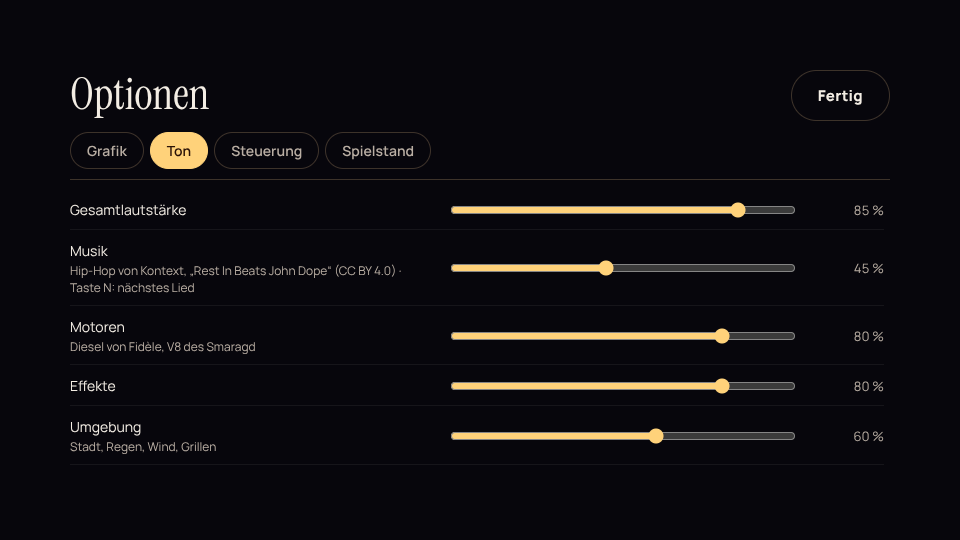 Optionen
Fertig
Grafik
Ton
Steuerung
Spielstand
Gesamtlautstärke
85 %
Musik
Hip-Hop von Kontext, „Rest In Beats John Dope“ (CC BY 4.0) ·
Taste N: nächstes Lied
45 %
Motoren
Diesel von Fidèle, V8 des Smaragd
80 %
Effekte
80 %
Umgebung
Stadt, Regen, Wind, Grillen
60 %